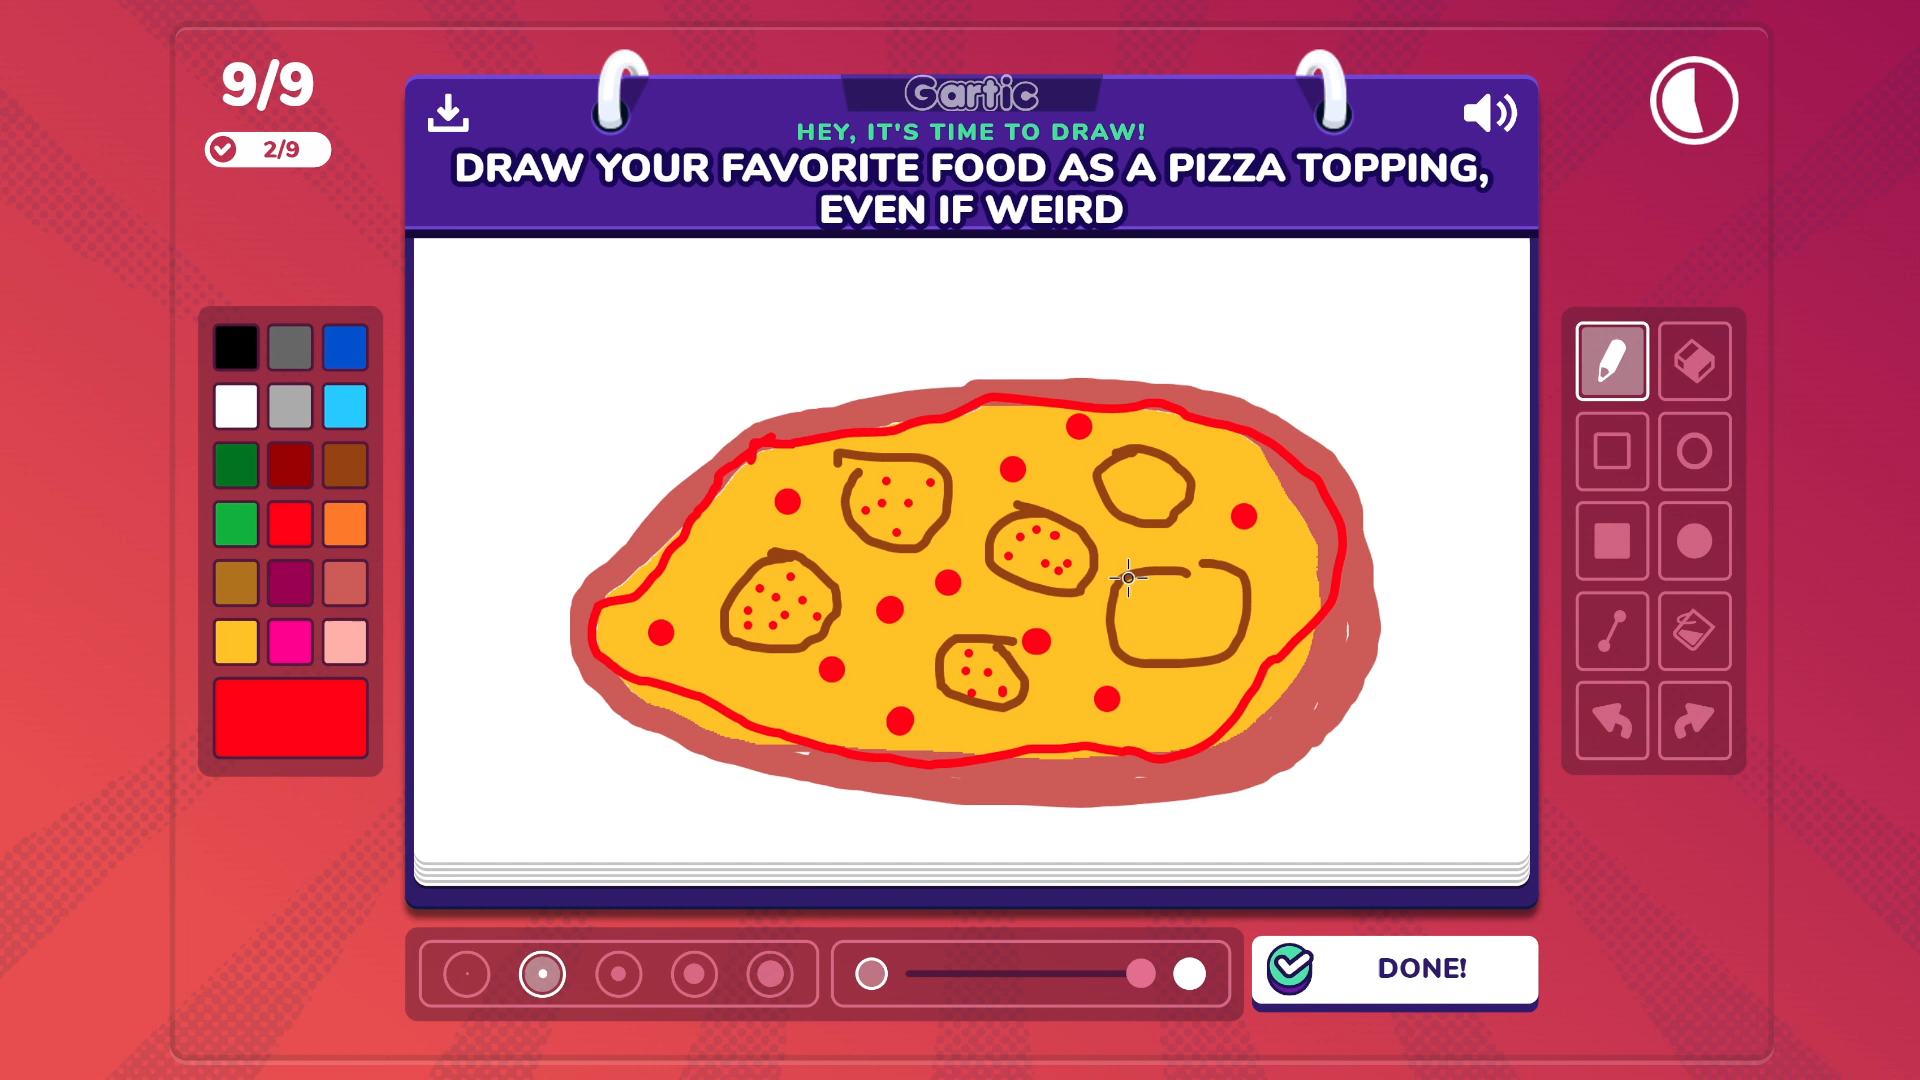 9/9
2/9
Gartic
HEY, IT'S TIME TO DRAW!
DRAW YOUR FAVORITE FOOD AS A PIZZA TOPPING,
EVEN IF WEIRD
DONE!